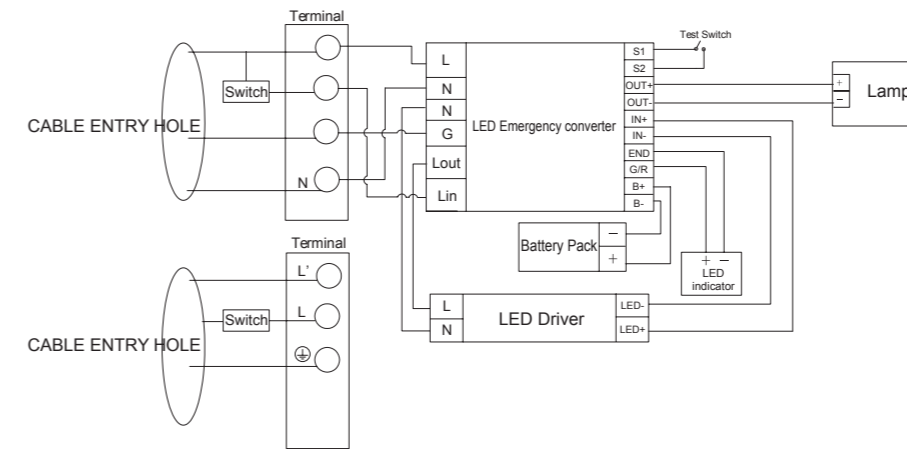 Terminal
Switch
CABLE ENTRY HOLE
N
L
N
N
G
Lout
Lin
LED Emergency converter
S1
S2
OUT+
OUT-
IN+
IN-
END
G/R
B+
B-
Test Switch
+
−
Lamp
Battery Pack
−
+
+ −
LED
indicator
Terminal
L'
Switch
L
CABLE ENTRY HOLE
L
N
LED Driver
LED-
LED+